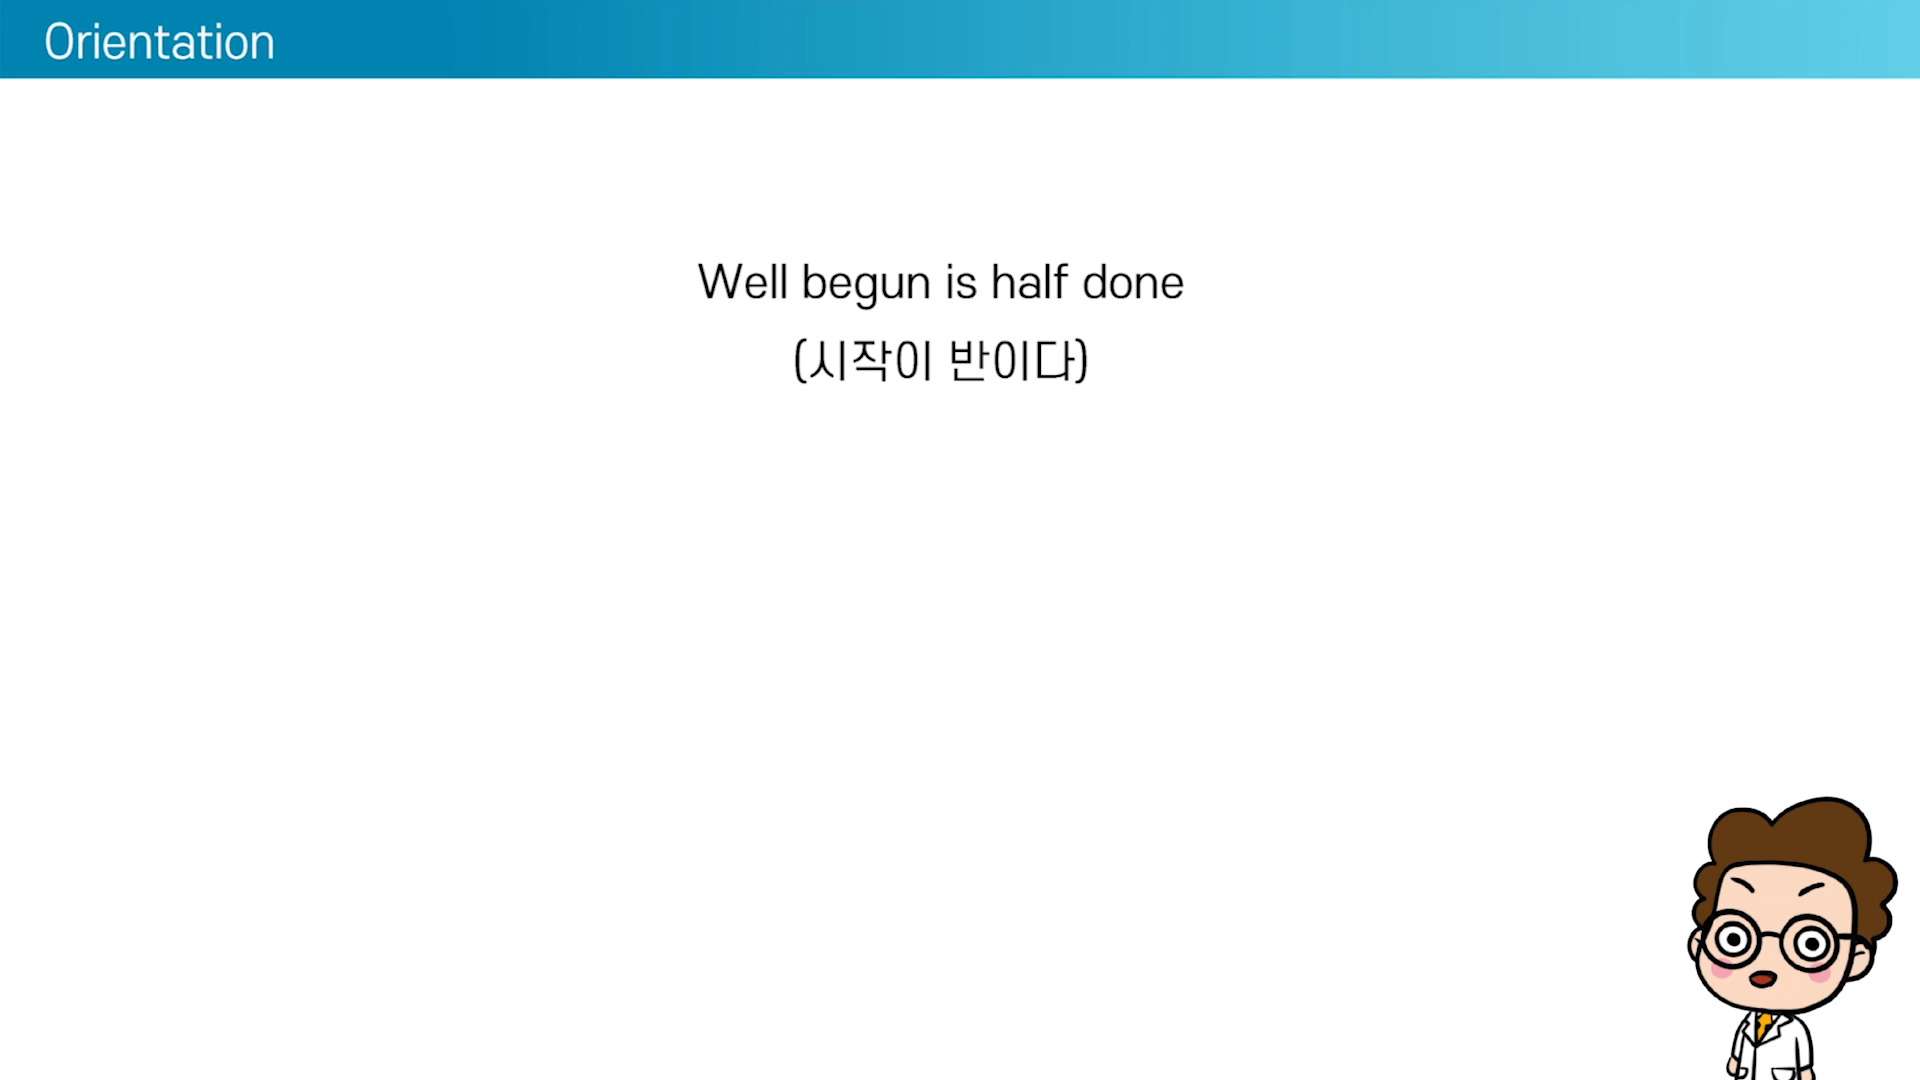 Orientation
Well begun is half done
(시작이 반이다)